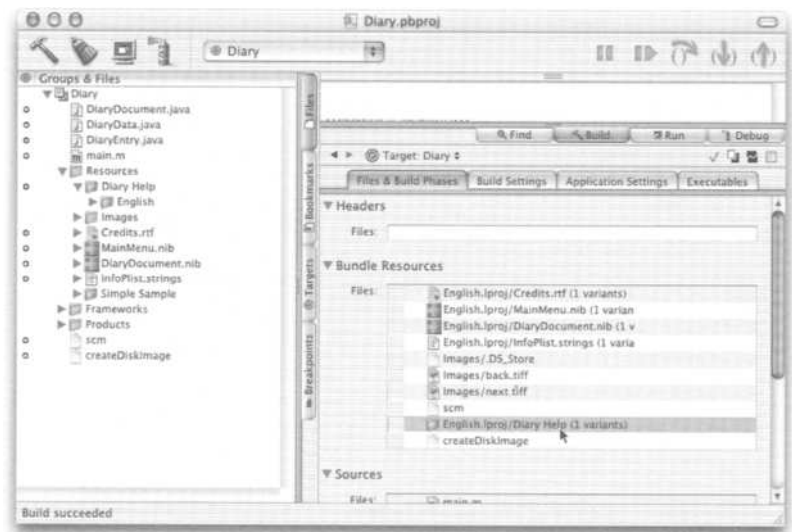 Diary.pbproj
Diary
Groups & Files
Diary
DiaryDocument.java
DiaryData.java
DiaryEntry.java
main.m
Resources
Diary Help
English
Images
Credits.rtf
MainMenu.nib
DiaryDocument.nib
InfoPlist.strings
Simple Sample
Frameworks
Products
scm
createDiskImage
Files
Bookmarks
Targets
Breakpoints
Find
Build
Run
Debug
Target: Diary
Files & Build Phases
Build Settings
Application Settings
Executables
Headers
Files:
Bundle Resources
Files:
English.lproj/Credits.rtf (1 variants)
English.lproj/MainMenu.nib (1 varian
English.lproj/DiaryDocument.nib (1 v
English.lproj/InfoPlist.strings (1 varia
Images/.DS_Store
Images/back.tiff
Images/next.tiff
scm
English.lproj/Diary Help (1 variants)
createDiskImage
Sources
Files:
main.m
Build succeeded